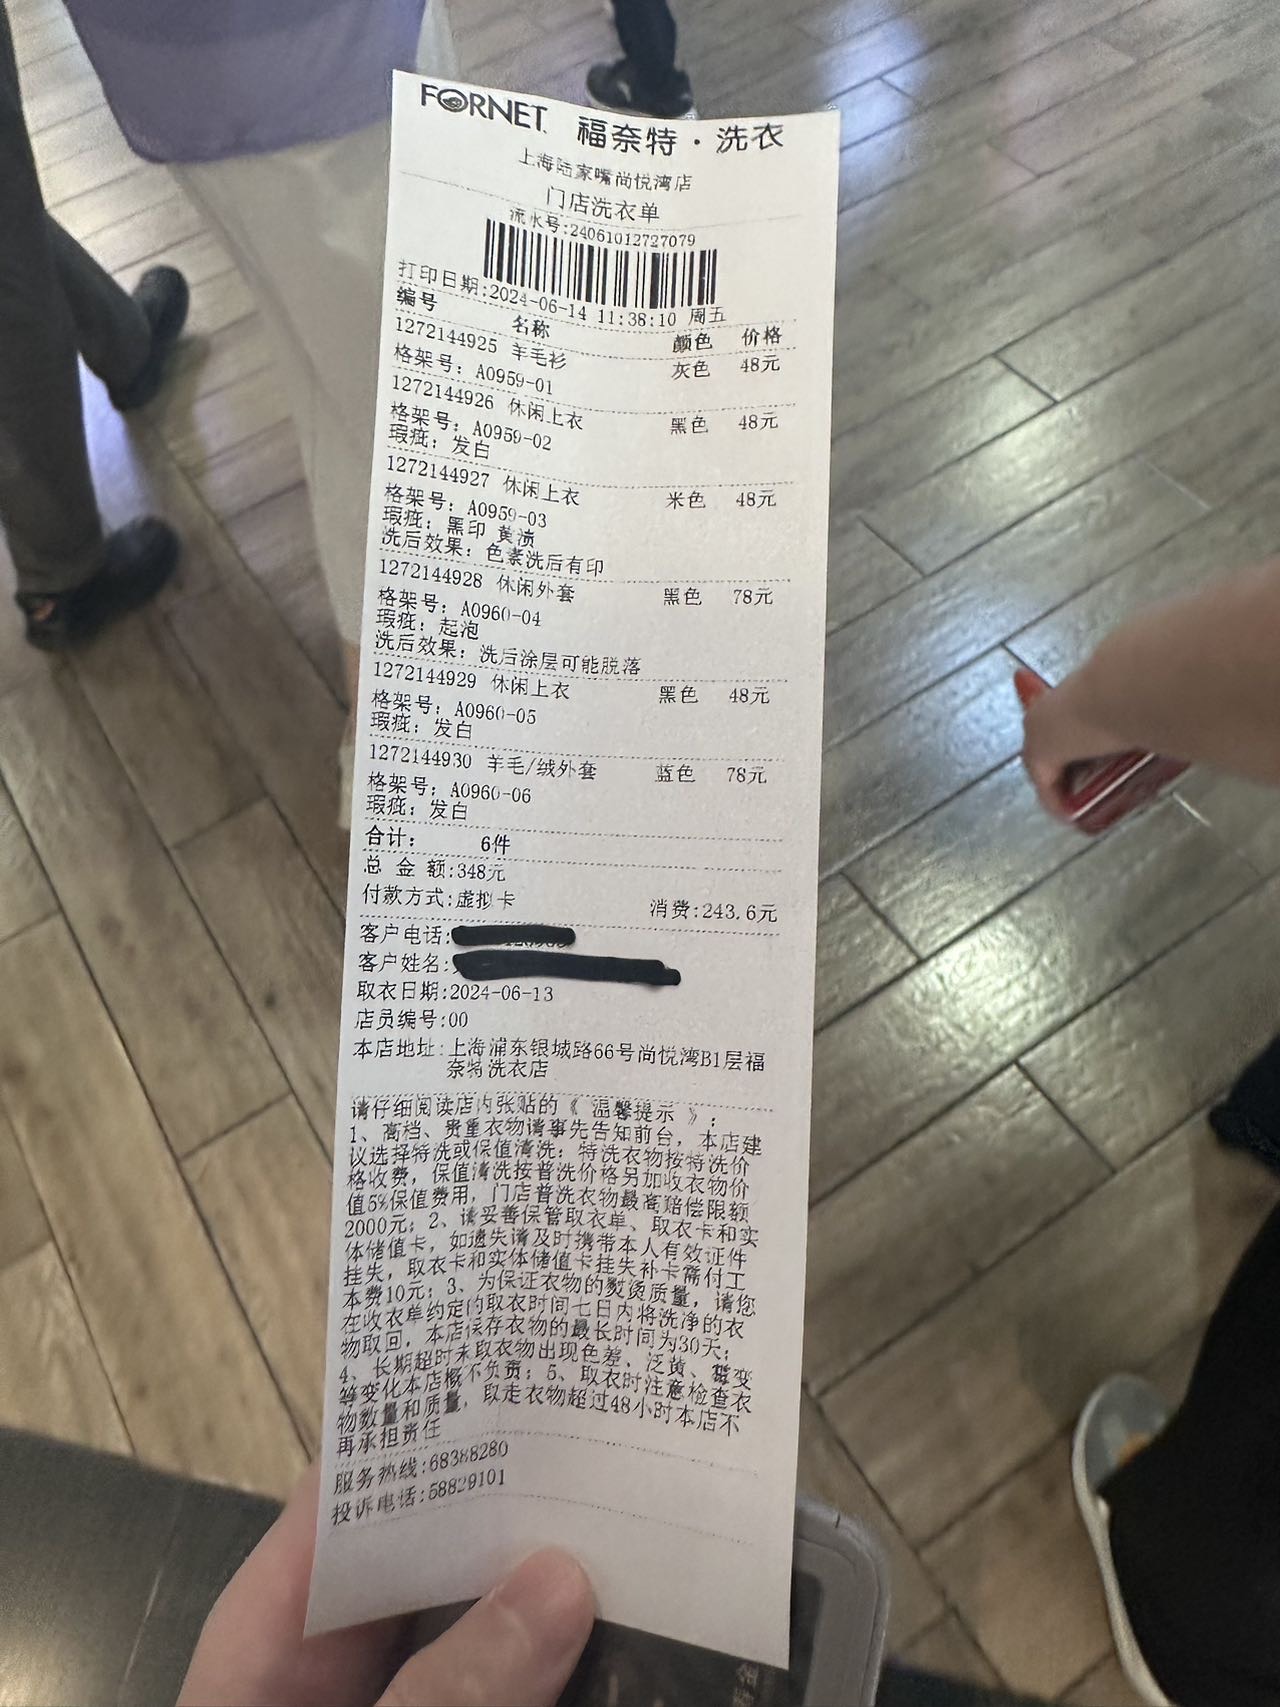 FORNET 福奈特·洗衣
上海陆家嘴尚悦湾店
门店洗衣单
流水号:24061012727079
打印日期:2024-06-14 11:38:10 周五
编号 名称 颜色 价格
1272144925 羊毛衫 灰色 48元
格架号: A0959-01
1272144926 休闲上衣 黑色 48元
格架号: A0959-02
瑕疵: 发白
1272144927 休闲上衣 米色 48元
格架号: A0959-03
瑕疵: 黑印 黄渍
洗后效果: 色素洗后有印
1272144928 休闲外套 黑色 78元
格架号: A0960-04
瑕疵: 起泡
洗后效果: 洗后涂层可能脱落
1272144929 休闲上衣 黑色 48元
格架号: A0960-05
瑕疵: 发白
1272144930 羊毛/绒外套 蓝色 78元
格架号: A0960-06
瑕疵: 发白
合计: 6件
总 金 额:348元
付款方式:虚拟卡 消费:243.6元
客户电话:
客户姓名:
取衣日期:2024-06-13
店员编号:00
本店地址:上海浦东银城路66号尚悦湾B1层福
奈特洗衣店
请仔细阅读店内张贴的《 温馨提示 》:
1、高档、贵重衣物请事先告知前台，本店建
议选择特洗或保值清洗; 特洗衣物按特洗价
格收费，保值清洗按普洗价格另加收衣物价
值5%保值费用，门店普洗衣物最高赔偿限额
2000元; 2、请妥善保管取衣单、取衣卡和实
体储值卡，如遗失请及时携带本人有效证件
挂失，取衣卡和实体储值卡挂失补卡需付工
本费10元; 3、为保证衣物的熨烫质量，请您
在收衣单约定的取衣时间七日内将洗净的衣
物取回，本店保存衣物的最长时间为30天;
4、长期超时未取衣物出现色差、泛黄、霉变
等变化本店概不负责; 5、取衣时注意检查衣
物数量和质量，取走衣物超过48小时本店不
再承担责任
服务热线:68388280
投诉电话:58829101